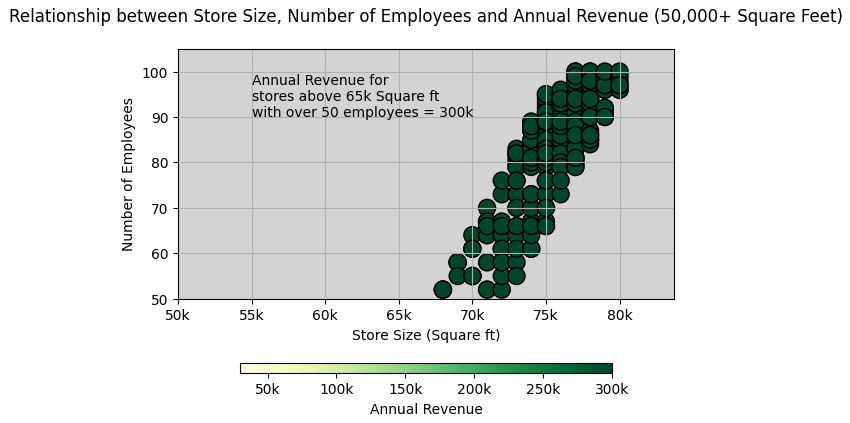 Relationship between Store Size, Number of Employees and Annual Revenue (50,000+ Square Feet)
100
90
80
70
60
50
Number of Employees
Annual Revenue for
stores above 65k Square ft
with over 50 employees = 300k
50k 55k 60k 65k 70k 75k 80k
Store Size (Square ft)
50k 100k 150k 200k 250k 300k
Annual Revenue